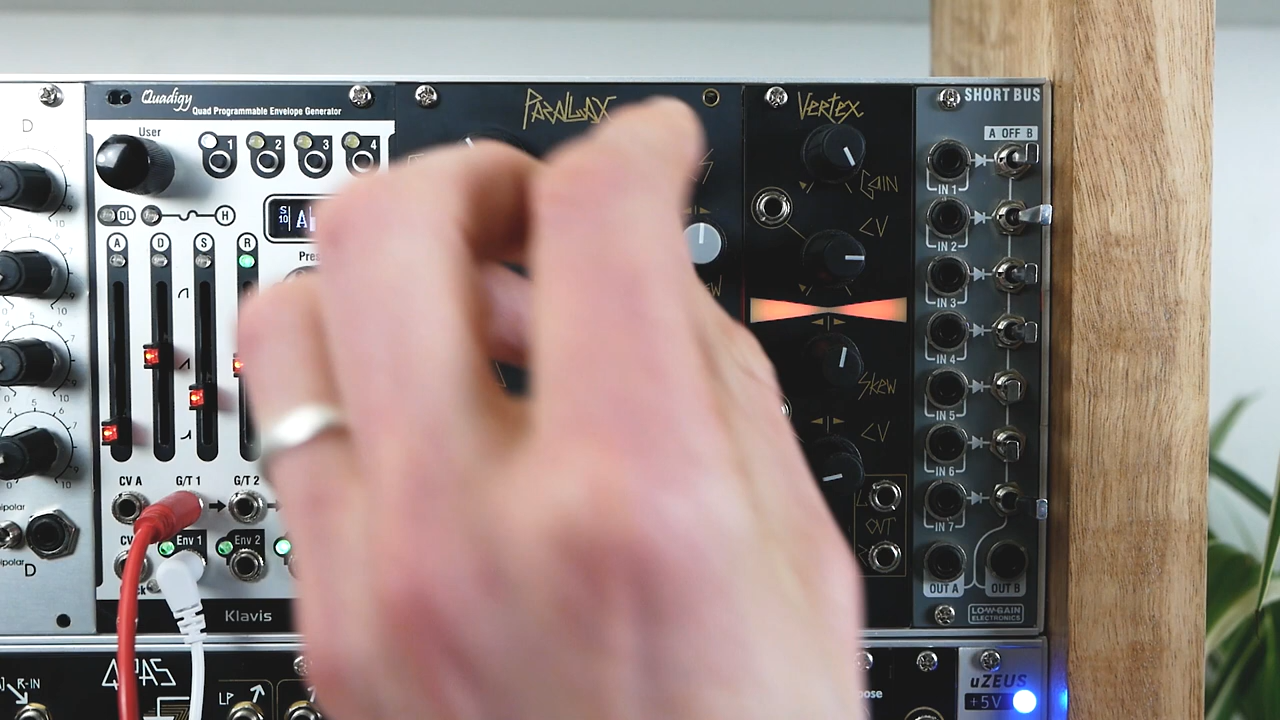 D
Quadigy
Quad Programmable Envelope Generator
User
1
2
3
4
DL
H
A
D
S
R
CV A
G/T 1
G/T 2
Env 1
Env 2
Klavis
D
PARALLAX
VERTEX
GAIN
CV
SKEW
CV
OUT
SHORT BUS
A OFF B
IN 1
IN 2
IN 3
IN 4
IN 5
IN 6
IN 7
OUT A
OUT B
LOW-GAIN
ELECTRONICS
R-IN
LP
uZEUS
+5V